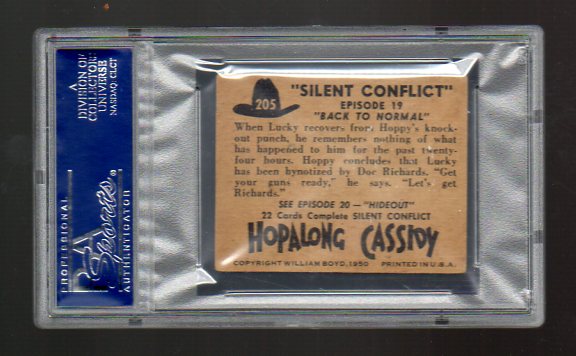 A
DIVISION OF
COLLECTORS
UNIVERSE
NASDAQ: CLCT
PSA
Sports
®
PROFESSIONAL
AUTHENTICATOR
205
"SILENT CONFLICT"
EPISODE 19
"BACK TO NORMAL"
When Lucky recovers from Hoppy's knock-
out punch, he remembers nothing of what
has happened to him for the past twenty-
four hours. Hoppy concludes that Lucky
has been hynotized by Doc Richards. "Get
your guns ready," he says. "Let's get
Richards."
SEE EPISODE 20 — "HIDEOUT"
22 Cards Complete SILENT CONFLICT
HOPALONG CASSIDY
COPYRIGHT WILLIAM BOYD, 1950 PRINTED IN U.S.A.